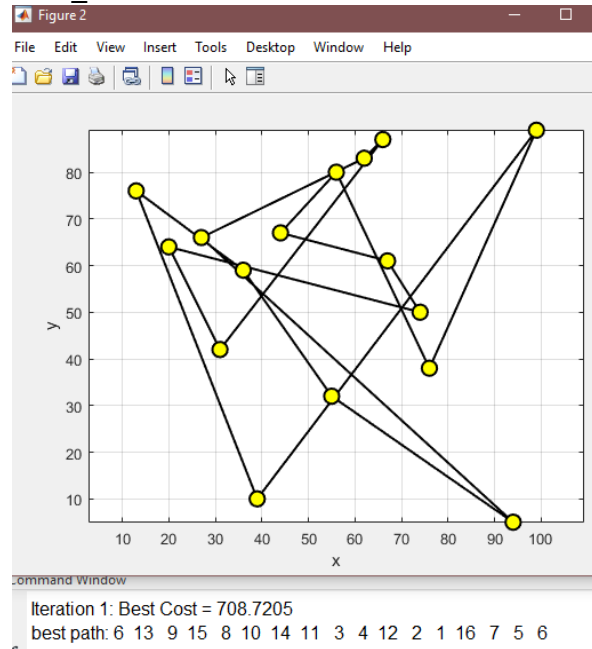 Figure 2
File Edit View Insert Tools Desktop Window Help
80
70
60
50
40
30
20
10
y
10 20 30 40 50 60 70 80 90 100
x
Command Window
Iteration 1: Best Cost = 708.7205
best path: 6 13 9 15 8 10 14 11 3 4 12 2 1 16 7 5 6